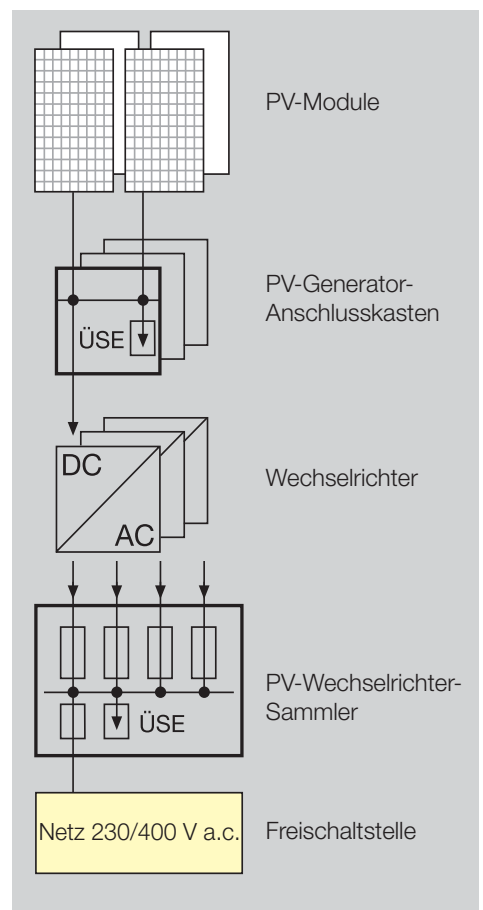 PV-Module
PV-Generator-
Anschlusskasten
ÜSE
DC
AC
Wechselrichter
PV-Wechselrichter-
Sammler
ÜSE
Netz 230/400 V a.c.
Freischaltstelle